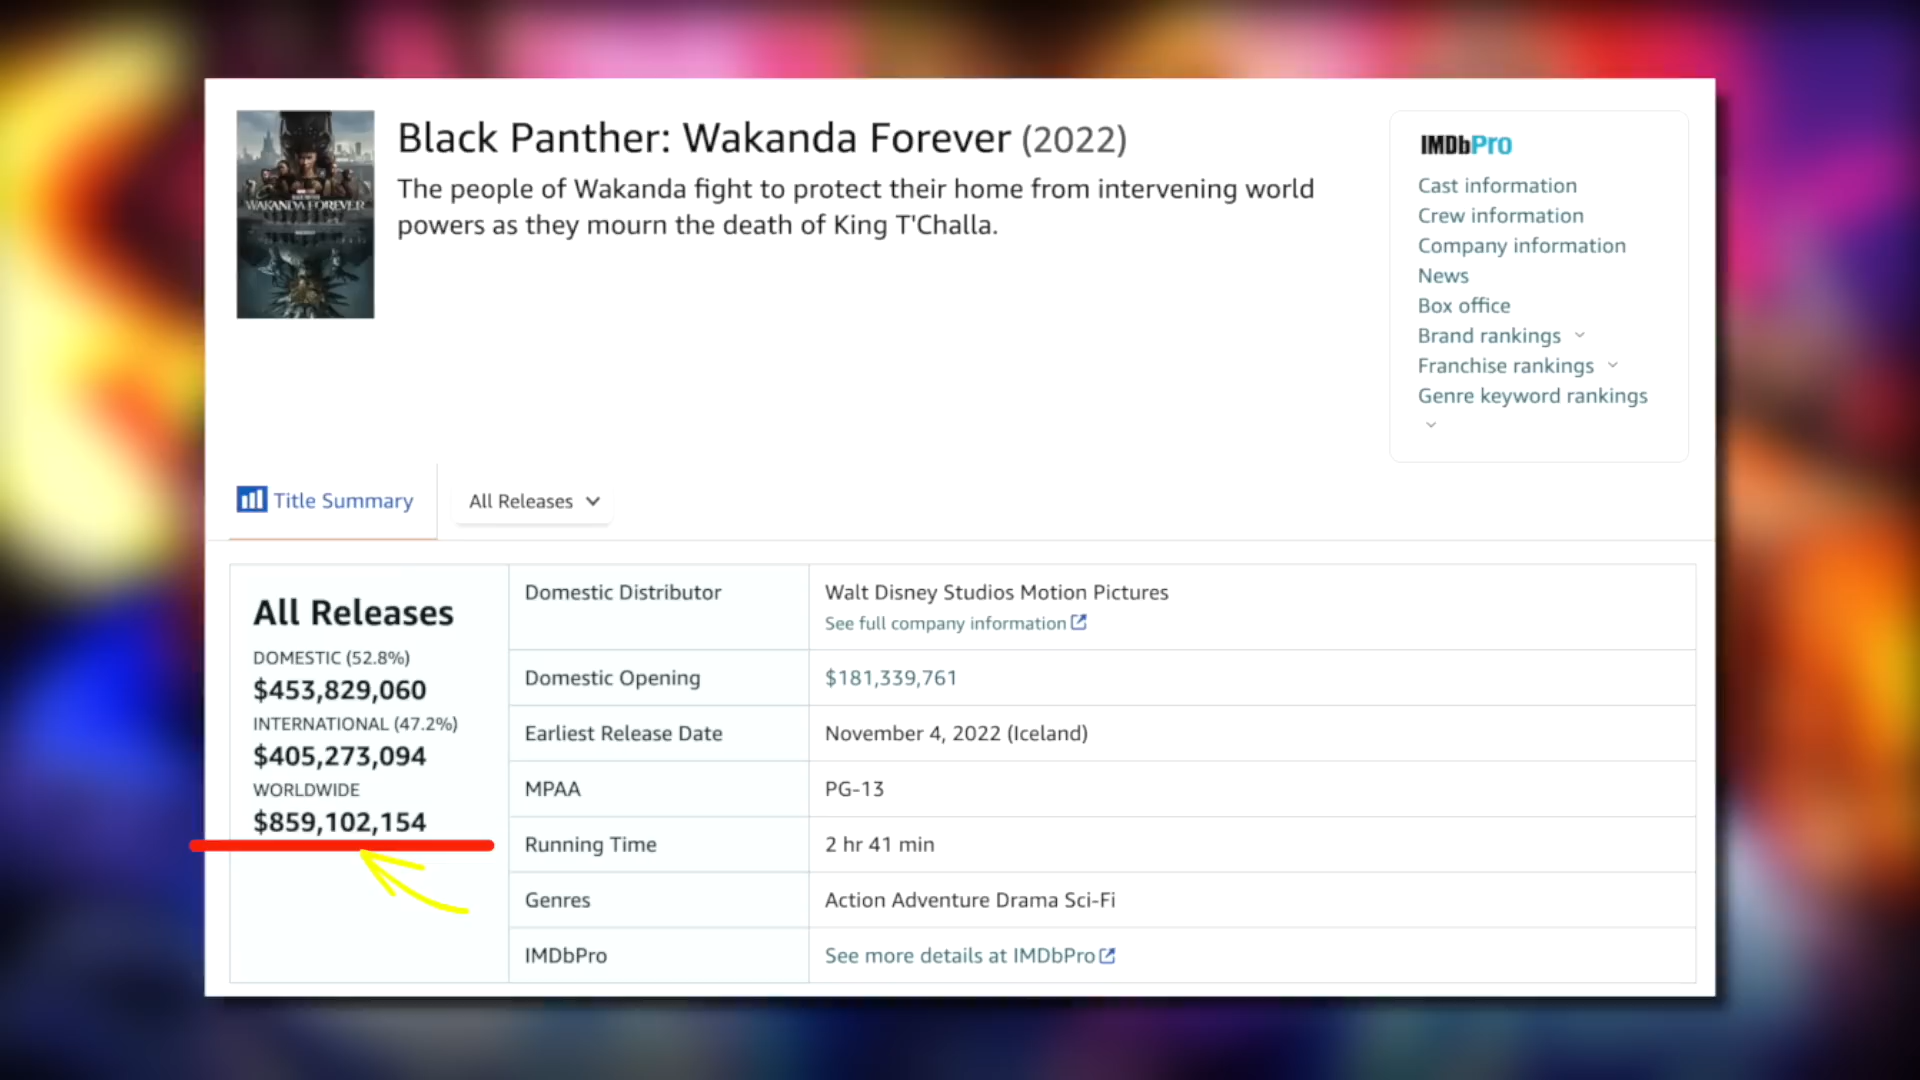 Black Panther: Wakanda Forever (2022)
The people of Wakanda fight to protect their home from intervening world
powers as they mourn the death of King T'Challa.
WAKANDA FOREVER
IMDbPro
Cast information
Crew information
Company information
News
Box office
Brand rankings
Franchise rankings
Genre keyword rankings
Title Summary
All Releases
All Releases
DOMESTIC (52.8%)
$453,829,060
INTERNATIONAL (47.2%)
$405,273,094
WORLDWIDE
$859,102,154
Domestic Distributor
Walt Disney Studios Motion Pictures
See full company information
Domestic Opening
$181,339,761
Earliest Release Date
November 4, 2022 (Iceland)
MPAA
PG-13
Running Time
2 hr 41 min
Genres
Action Adventure Drama Sci-Fi
IMDbPro
See more details at IMDbPro